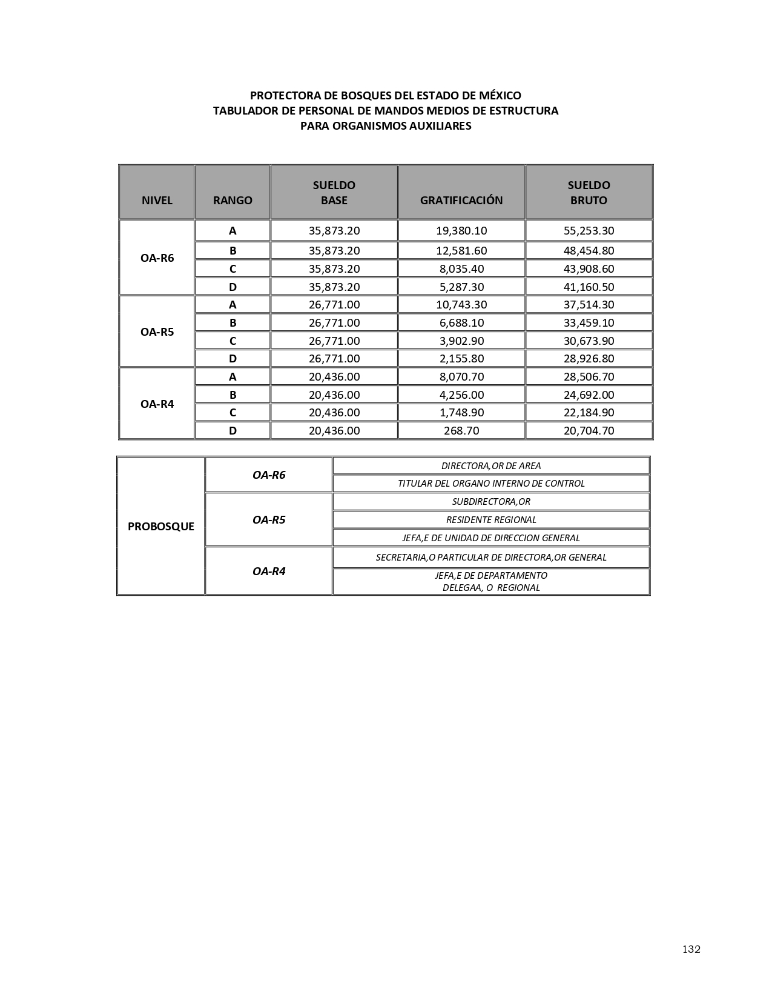 PROTECTORA DE BOSQUES DEL ESTADO DE MÉXICO
TABULADOR DE PERSONAL DE MANDOS MEDIOS DE ESTRUCTURA
PARA ORGANISMOS AUXILIARES
NIVEL RANGO SUELDO BASE GRATIFICACIÓN SUELDO BRUTO
OA-R6
A 35,873.20 19,380.10 55,253.30
B 35,873.20 12,581.60 48,454.80
C 35,873.20 8,035.40 43,908.60
D 35,873.20 5,287.30 41,160.50
OA-R5
A 26,771.00 10,743.30 37,514.30
B 26,771.00 6,688.10 33,459.10
C 26,771.00 3,902.90 30,673.90
D 26,771.00 2,155.80 28,926.80
OA-R4
A 20,436.00 8,070.70 28,506.70
B 20,436.00 4,256.00 24,692.00
C 20,436.00 1,748.90 22,184.90
D 20,436.00 268.70 20,704.70
PROBOSQUE
OA-R6
DIRECTORA,OR DE AREA
TITULAR DEL ORGANO INTERNO DE CONTROL
OA-R5
SUBDIRECTORA,OR
RESIDENTE REGIONAL
JEFA,E DE UNIDAD DE DIRECCION GENERAL
OA-R4
SECRETARIA,O PARTICULAR DE DIRECTORA,OR GENERAL
JEFA,E DE DEPARTAMENTO
DELEGAA, O REGIONAL
132